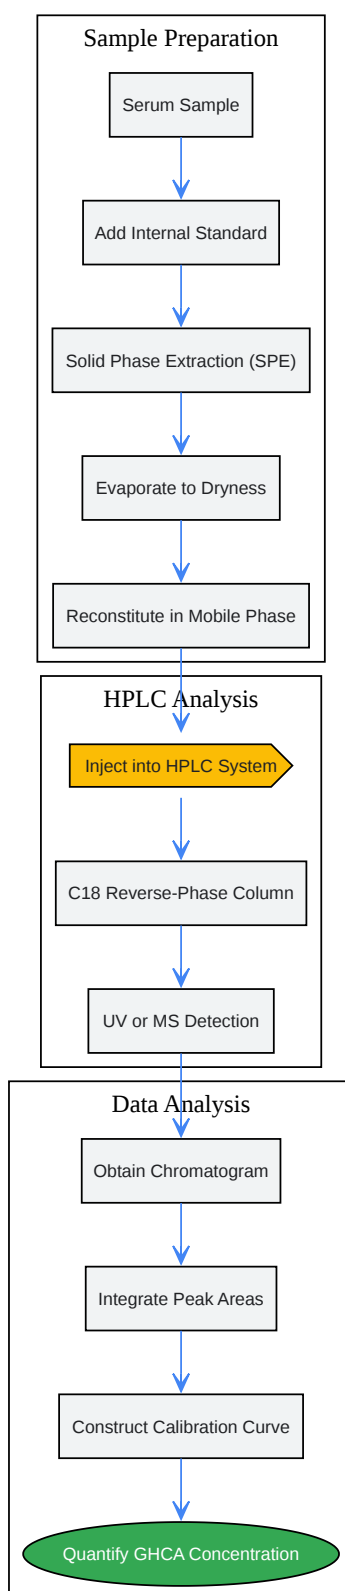 Sample Preparation
Serum Sample
Add Internal Standard
Solid Phase Extraction (SPE)
Evaporate to Dryness
Reconstitute in Mobile Phase
HPLC Analysis
Inject into HPLC System
C18 Reverse-Phase Column
UV or MS Detection
Data Analysis
Obtain Chromatogram
Integrate Peak Areas
Construct Calibration Curve
Quantify GHCA Concentration